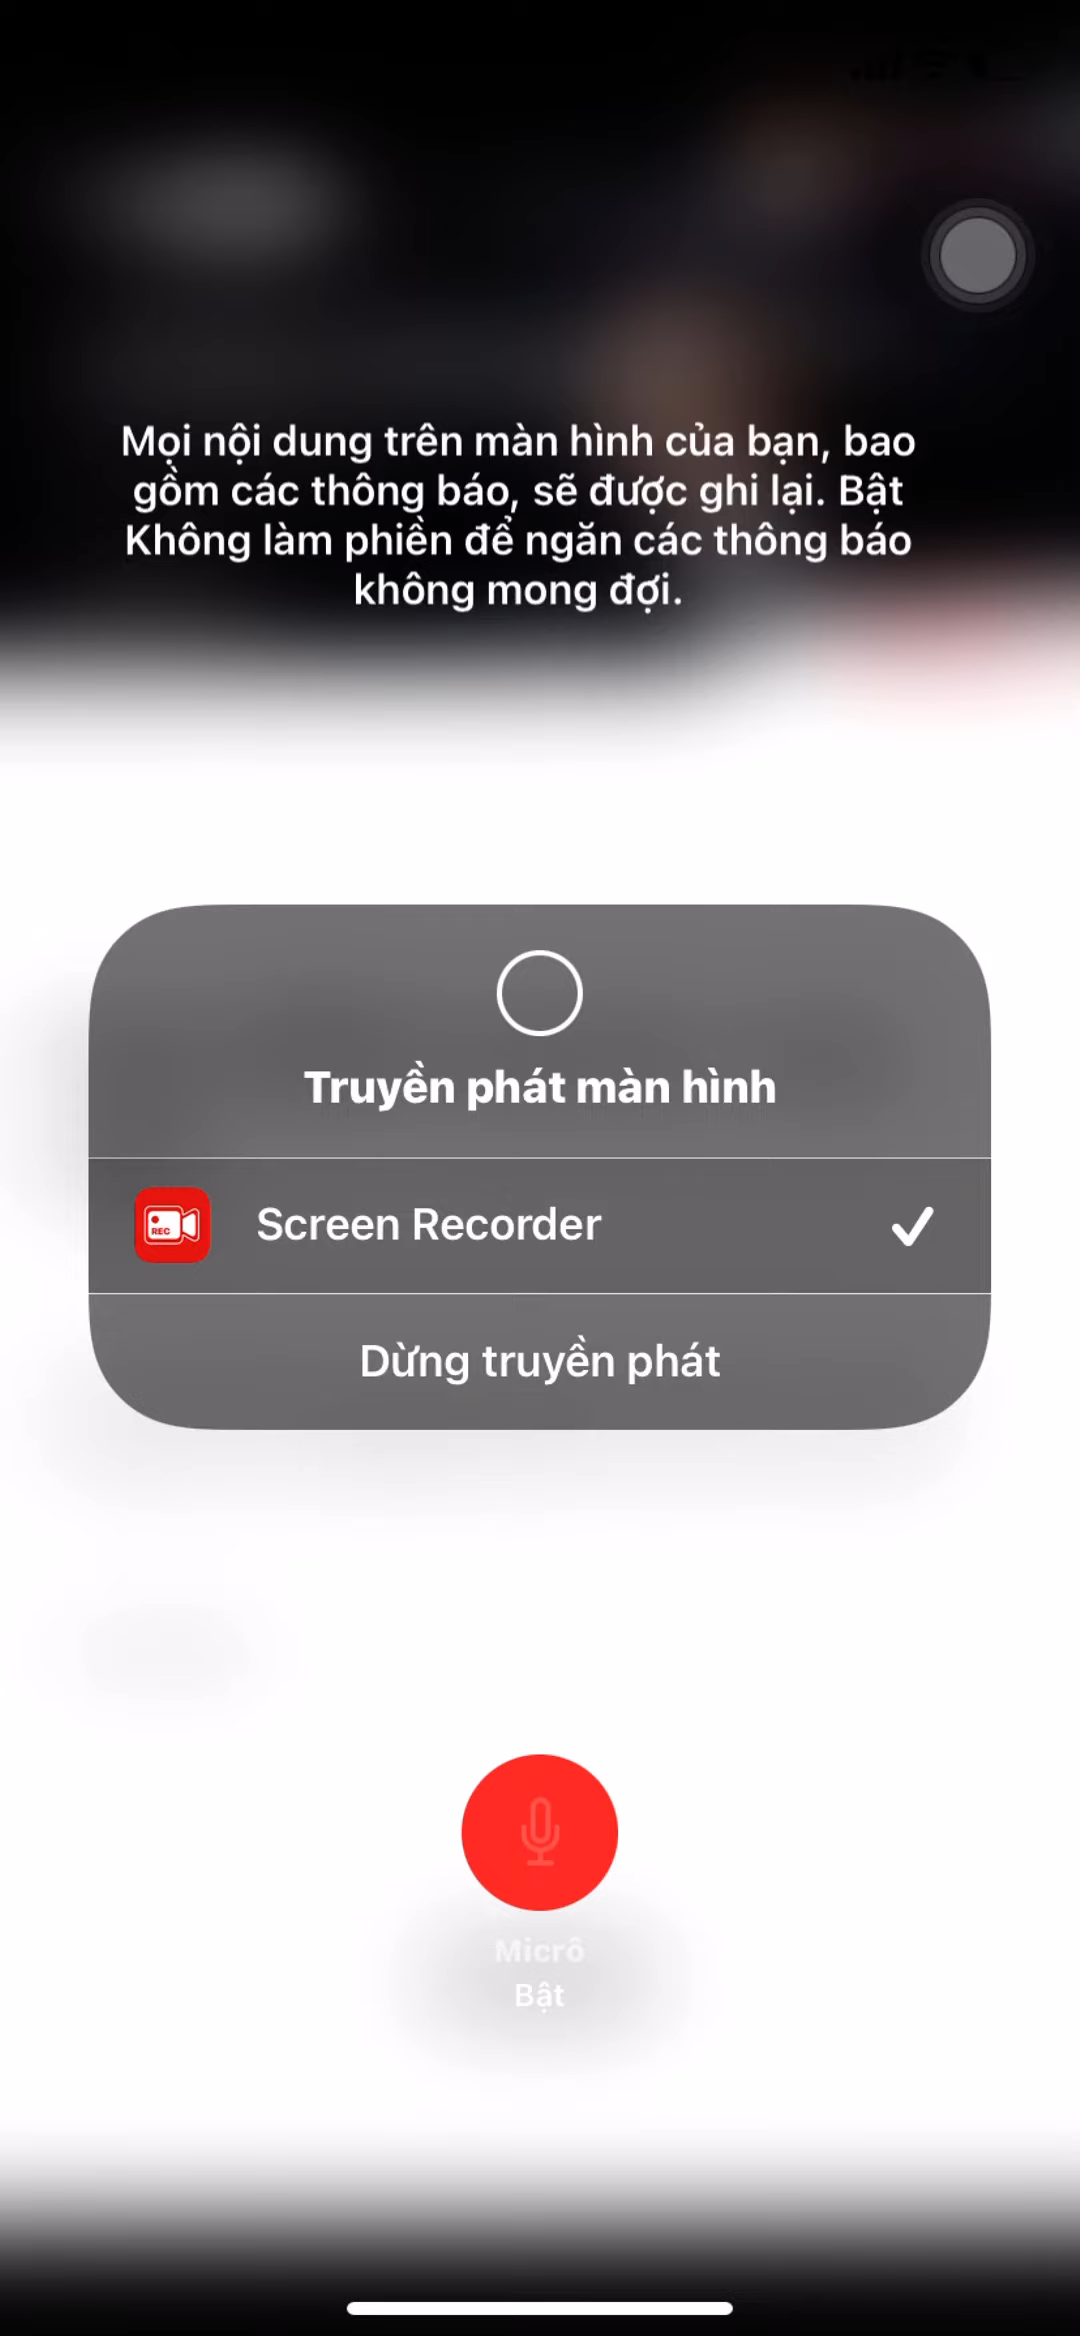 Mọi nội dung trên màn hình của bạn, bao
gồm các thông báo, sẽ được ghi lại. Bật
Không làm phiền để ngăn các thông báo
không mong đợi.
Truyền phát màn hình
REC
Screen Recorder
Dừng truyền phát
Micrô
Bật